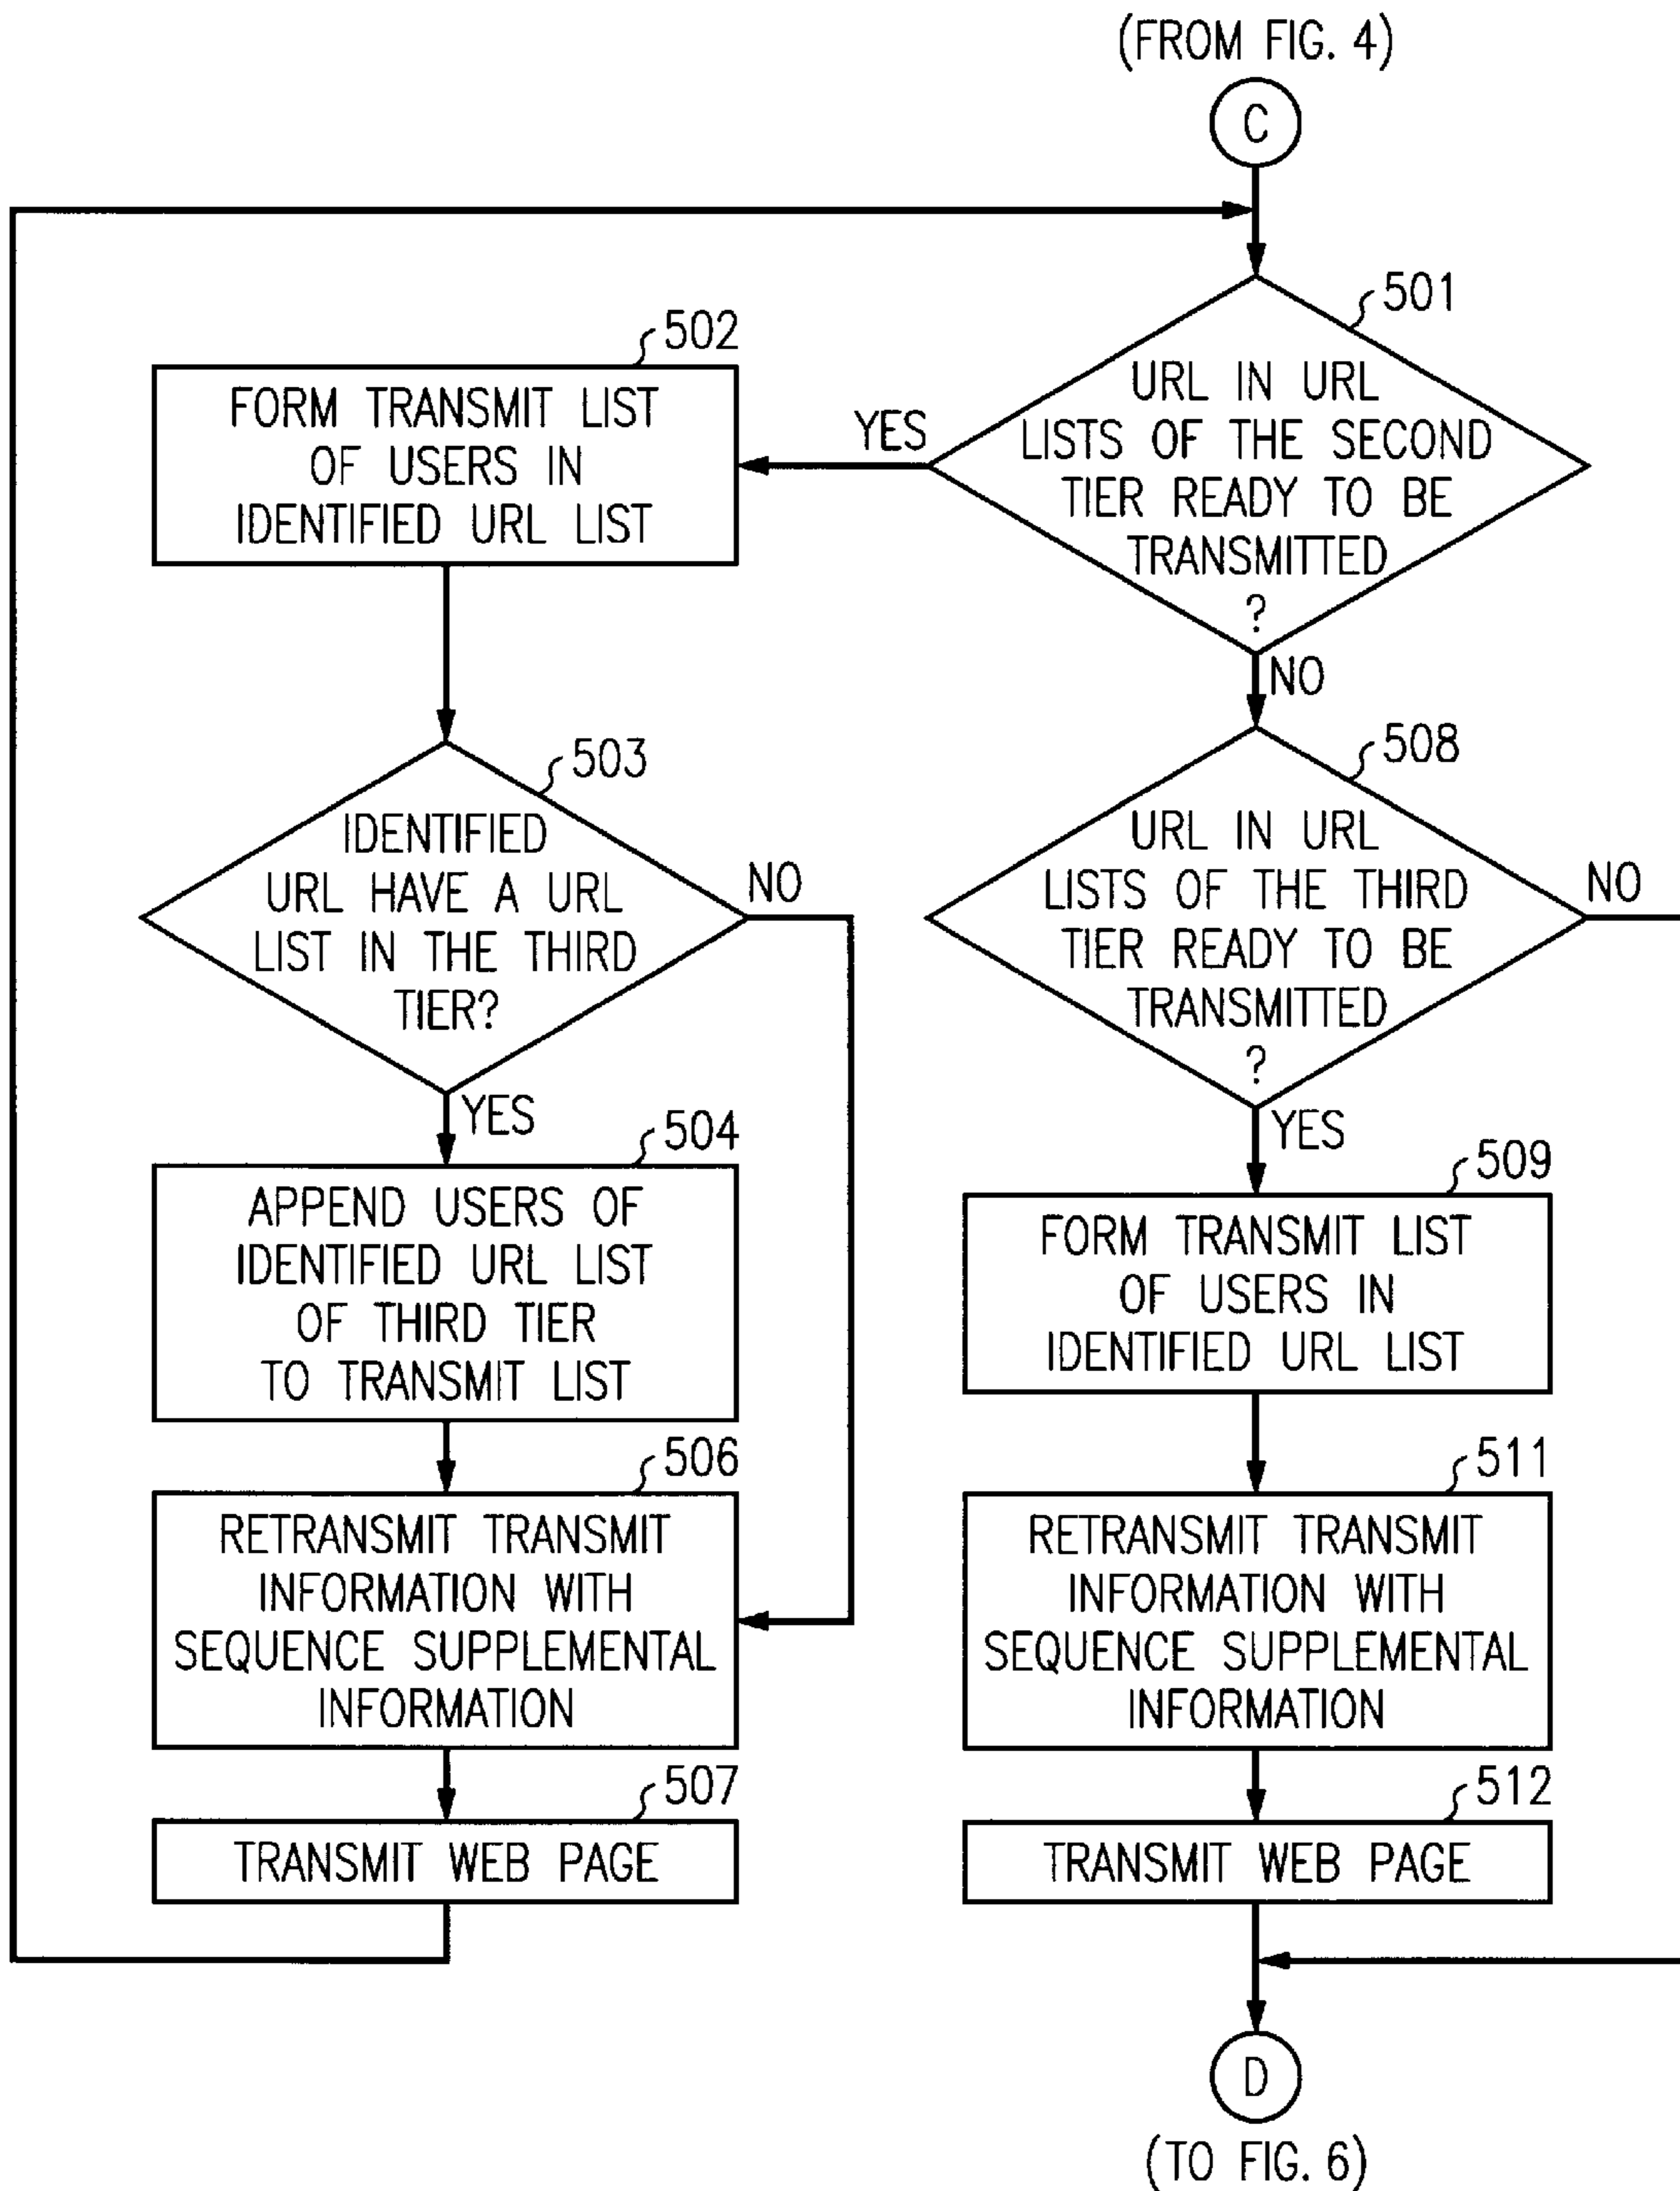 (FROM FIG. 4)
C
501
URL IN URL
LISTS OF THE SECOND
TIER READY TO BE
TRANSMITTED
?
YES
NO
502
FORM TRANSMIT LIST
OF USERS IN
IDENTIFIED URL LIST
503
IDENTIFIED
URL HAVE A URL
LIST IN THE THIRD
TIER?
NO
YES
504
APPEND USERS OF
IDENTIFIED URL LIST
OF THIRD TIER
TO TRANSMIT LIST
506
RETRANSMIT TRANSMIT
INFORMATION WITH
SEQUENCE SUPPLEMENTAL
INFORMATION
507
TRANSMIT WEB PAGE
508
URL IN URL
LISTS OF THE THIRD
TIER READY TO BE
TRANSMITTED
?
NO
YES
509
FORM TRANSMIT LIST
OF USERS IN
IDENTIFIED URL LIST
511
RETRANSMIT TRANSMIT
INFORMATION WITH
SEQUENCE SUPPLEMENTAL
INFORMATION
512
TRANSMIT WEB PAGE
D
(TO FIG. 6)